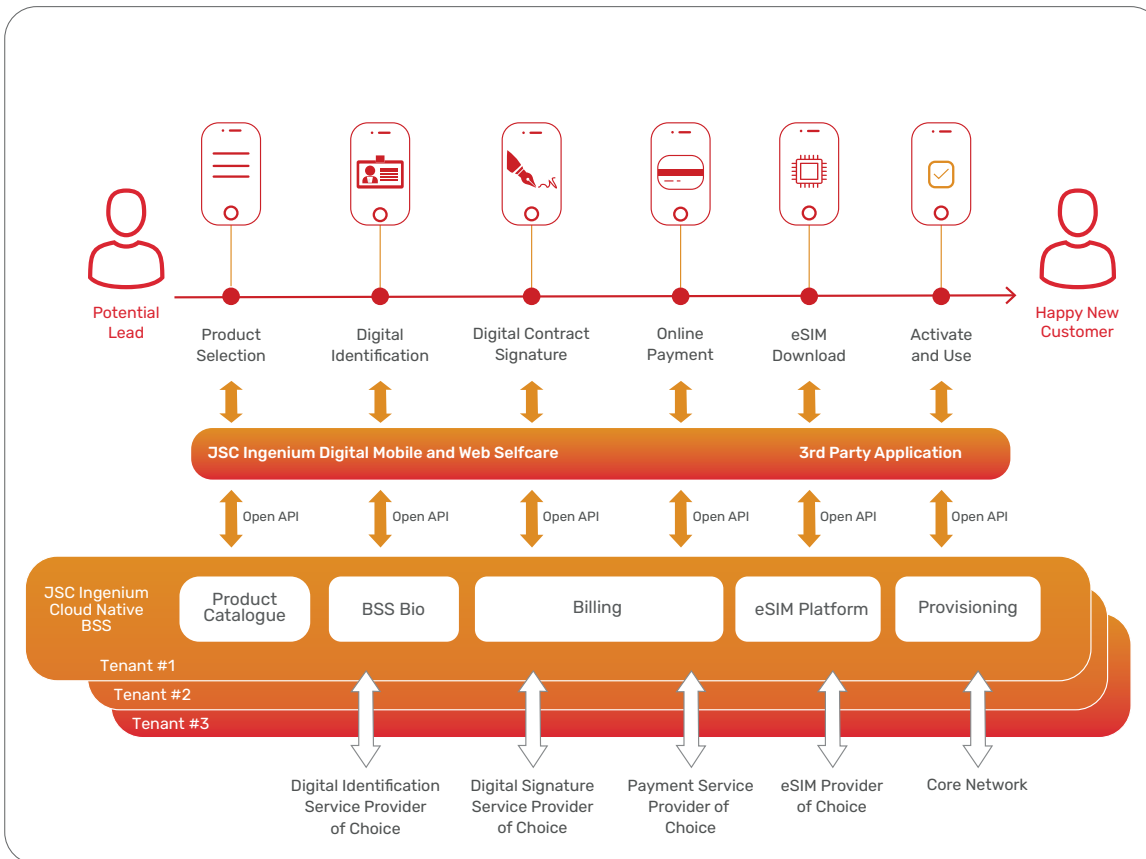 Potential
Lead
Happy New
Customer
Product
Selection
Digital
Identification
Digital Contract
Signature
Online
Payment
eSIM
Download
Activate
and Use
JSC Ingenium Digital Mobile and Web Selfcare
3rd Party Application
Open API
Open API
Open API
Open API
Open API
Open API
JSC Ingenium
Cloud Native
BSS
Product
Catalogue
BSS Bio
Billing
eSIM Platform
Provisioning
Tenant #1
Tenant #2
Tenant #3
Digital Identification
Service Provider
of Choice
Digital Signature
Service Provider
of Choice
Payment Service
Provider of
Choice
eSIM Provider
of Choice
Core Network